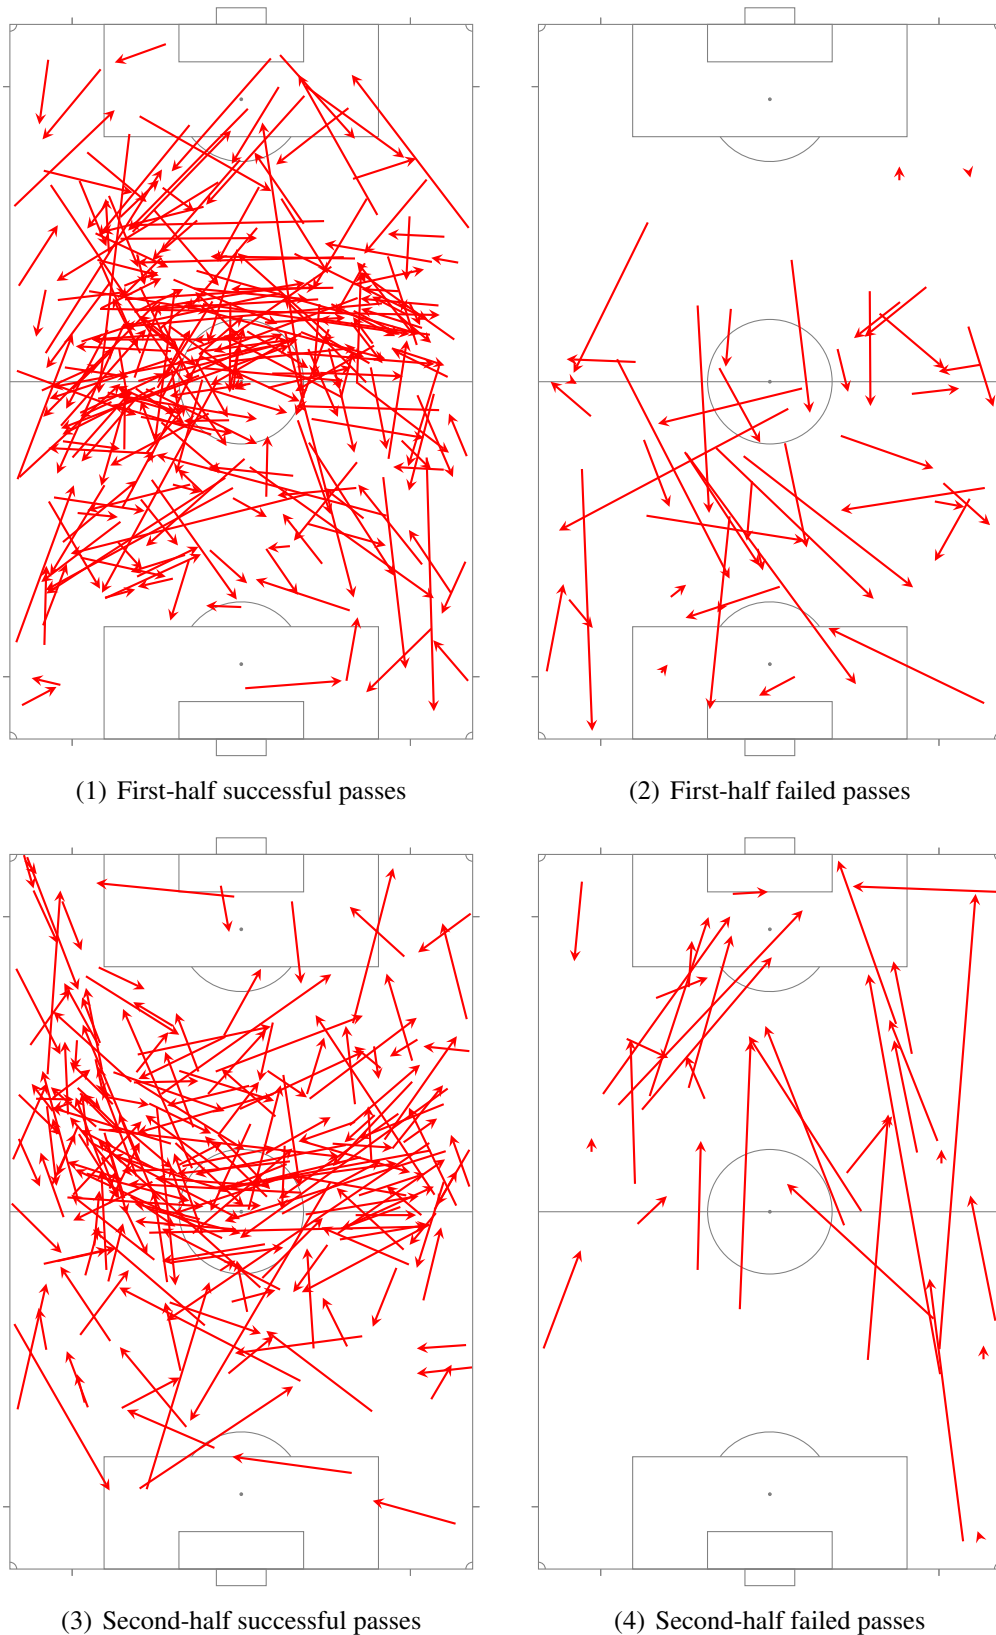 (1) First-half successful passes
(2) First-half failed passes
(3) Second-half successful passes
(4) Second-half failed passes